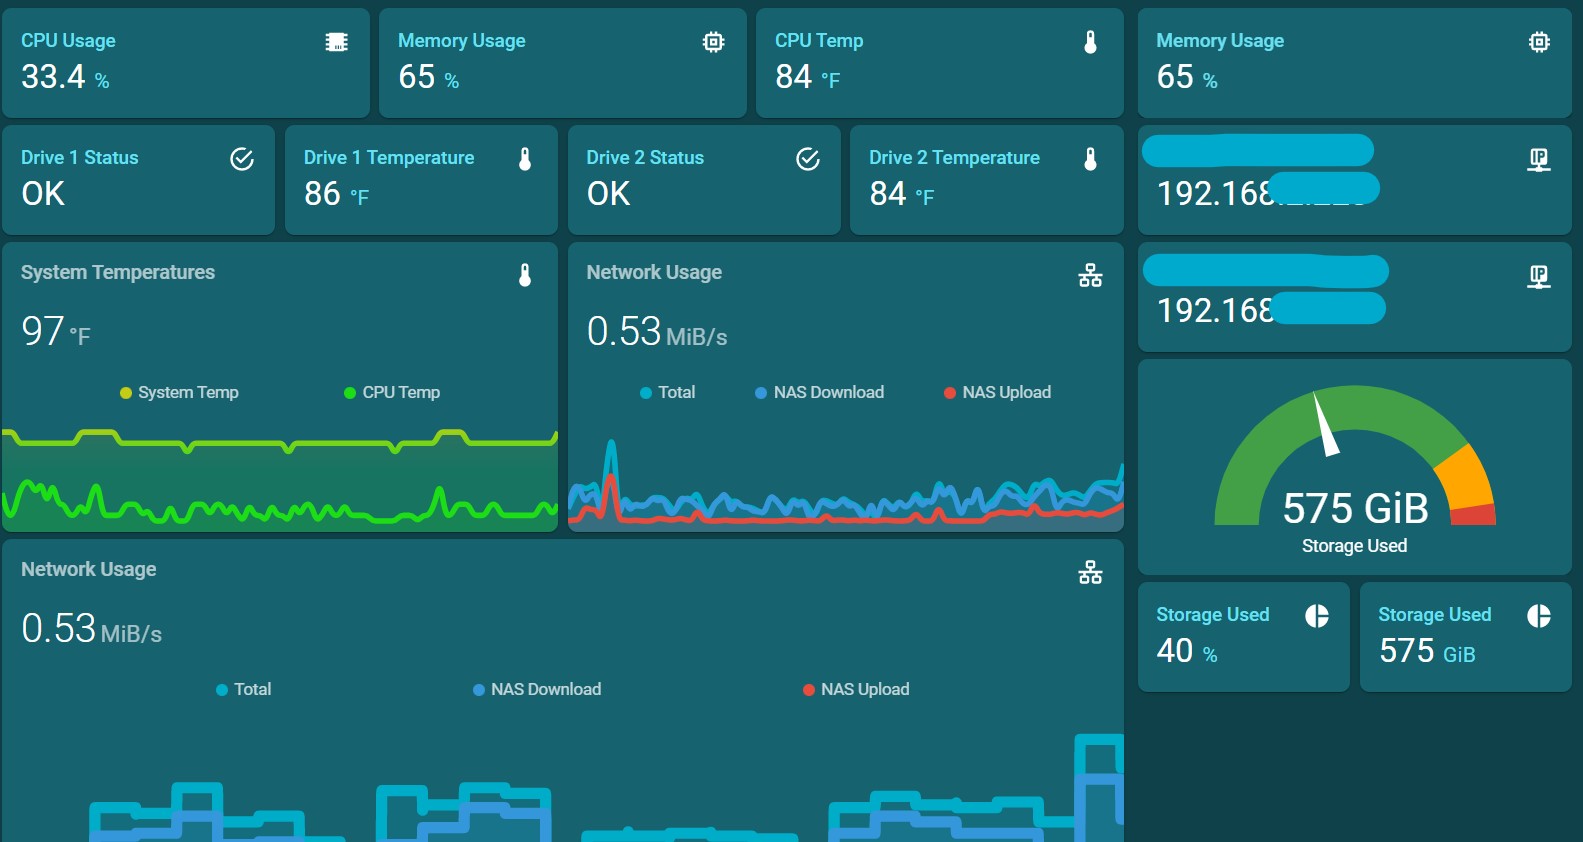 CPU Usage
33.4 %
Memory Usage
65 %
CPU Temp
84 °F
Memory Usage
65 %
Drive 1 Status
OK
Drive 1 Temperature
86 °F
Drive 2 Status
OK
Drive 2 Temperature
84 °F
192.168
System Temperatures
97 °F
System Temp
CPU Temp
Network Usage
0.53 MiB/s
Total
NAS Download
NAS Upload
192.168
575 GiB
Storage Used
Network Usage
0.53 MiB/s
Total
NAS Download
NAS Upload
Storage Used
40 %
Storage Used
575 GiB